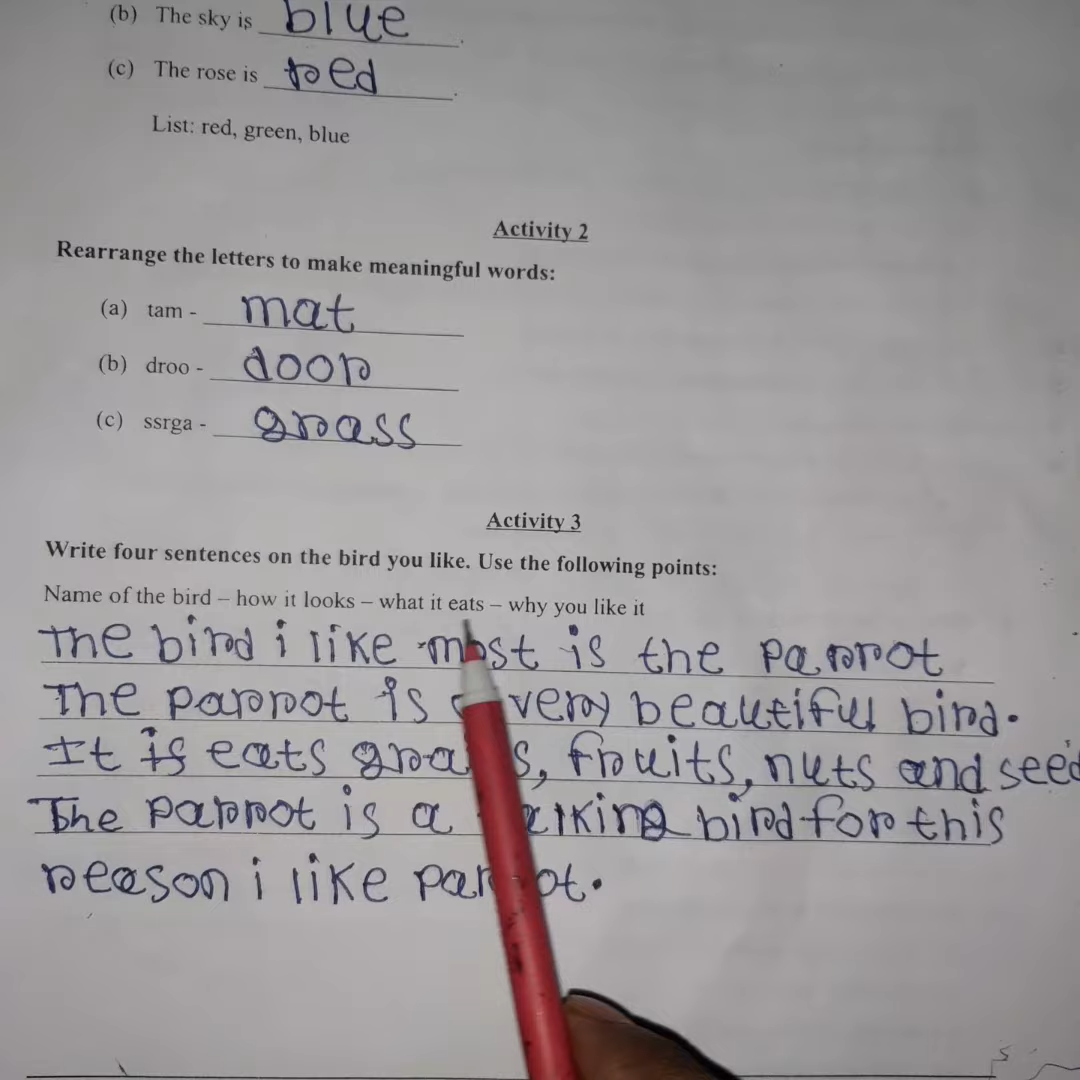 (b) The sky is blue.
(c) The rose is red.
List: red, green, blue
Activity 2
Rearrange the letters to make meaningful words:
(a) tam - mat
(b) droo - door
(c) ssrga - grass
Activity 3
Write four sentences on the bird you like. Use the following points:
Name of the bird – how it looks – what it eats – why you like it
The bird i like most is the parrot
The parrot is a very beautiful bird.
It is eats grass, fruits, nuts and seed
The parrot is a talking bird for this
reason i like parrot.